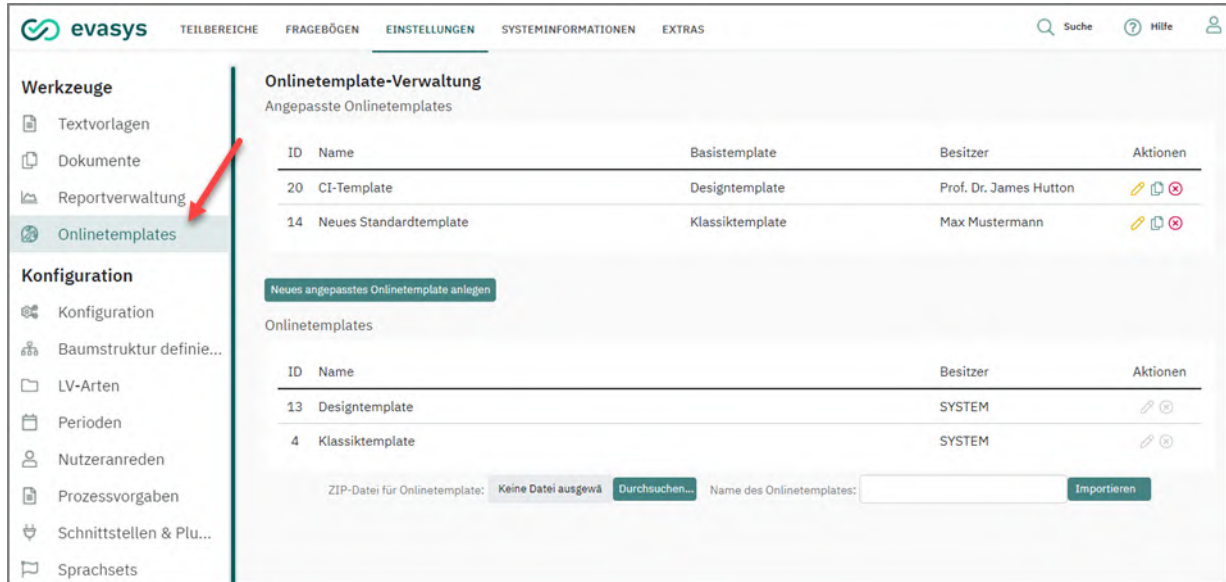 evasys TEILBEREICHE FRAGEBÖGEN EINSTELLUNGEN SYSTEMINFORMATIONEN EXTRAS Suche Hilfe
Werkzeuge
Textvorlagen
Dokumente
Reportverwaltung
Onlinetemplates
Konfiguration
Konfiguration
Baumstruktur definie...
LV-Arten
Perioden
Nutzeranreden
Prozessvorgaben
Schnittstellen & Plu...
Sprachsets
Onlinetemplate-Verwaltung
Angepasste Onlinetemplates
ID Name Basistemplate Besitzer Aktionen
20 CI-Template Designtemplate Prof. Dr. James Hutton
14 Neues Standardtemplate Klassiktemplate Max Mustermann
Neues angepasstes Onlinetemplate anlegen
Onlinetemplates
ID Name Besitzer Aktionen
13 Designtemplate SYSTEM
4 Klassiktemplate SYSTEM
ZIP-Datei für Onlinetemplate: Keine Datei ausgewä Durchsuchen... Name des Onlinetemplates: Importieren